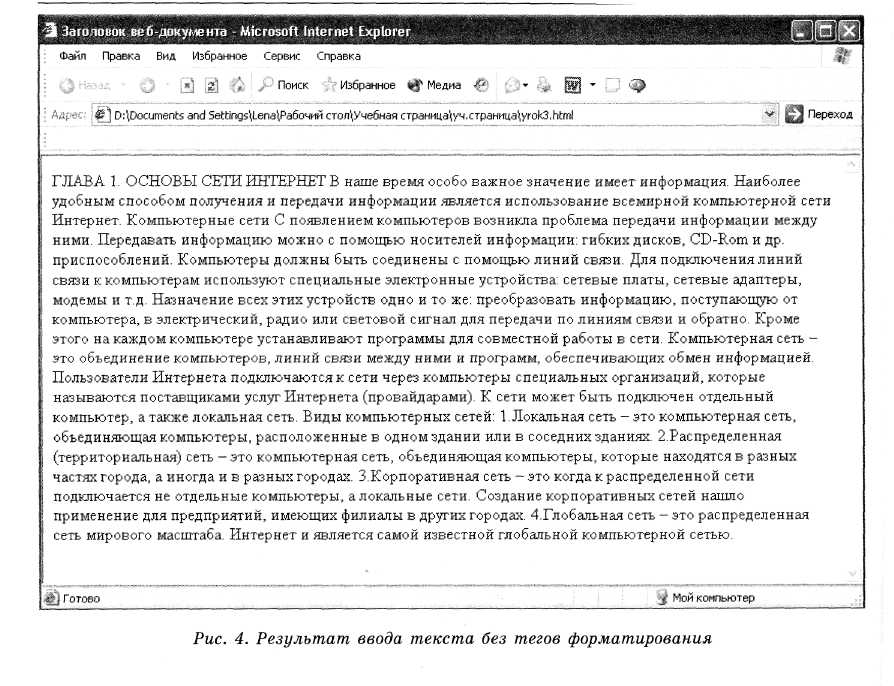 Заголовок веб-документа - Microsoft Internet Explorer
Файл Правка Вид Избранное Сервис Справка
Назад Поиск Избранное Медиа
Адрес: D:\Documents and Settings\Lena\Рабочий стол\Учебная страница\уч.страница\yrok3.html Переход
ГЛАВА 1. ОСНОВЫ СЕТИ ИНТЕРНЕТ В наше время особо важное значение имеет информация. Наиболее
удобным способом получения и передачи информации является использование всемирной компьютерной сети
Интернет. Компьютерные сети С появлением компьютеров возникла проблема передачи информации между
ними. Передавать информацию можно с помощью носителей информации: гибких дисков, CD-Rom и др.
приспособлений. Компьютеры должны быть соединены с помощью линий связи. Для подключения линий
связи к компьютерам используют специальные электронные устройства: сетевые платы, сетевые адаптеры,
модемы и т.д. Назначение всех этих устройств одно и то же: преобразовать информацию, поступающую от
компьютера, в электрический, радио или световой сигнал для передачи по линиям связи и обратно. Кроме
этого на каждом компьютере устанавливают программы для совместной работы в сети. Компьютерная сеть –
это объединение компьютеров, линий связи между ними и программ, обеспечивающих обмен информацией.
Пользователи Интернета подключаются к сети через компьютеры специальных организаций, которые
называются поставщиками услуг Интернета (провайдарами). К сети может быть подключен отдельный
компьютер, а также локальная сеть. Виды компьютерных сетей: 1.Локальная сеть – это компьютерная сеть,
объединяющая компьютеры, расположенные в одном здании или в соседних зданиях. 2.Распределенная
(территориальная) сеть – это компьютерная сеть, объединяющая компьютеры, которые находятся в разных
частях города, а иногда и в разных городах. 3.Корпоративная сеть – это когда к распределенной сети
подключается не отдельные компьютеры, а локальные сети. Создание корпоративных сетей нашло
применение для предприятий, имеющих филиалы в других городах. 4.Глобальная сеть – это распределенная
сеть мирового масштаба. Интернет и является самой известной глобальной компьютерной сетью.
Готово Мой компьютер
Рис. 4. Результат ввода текста без тегов форматирования